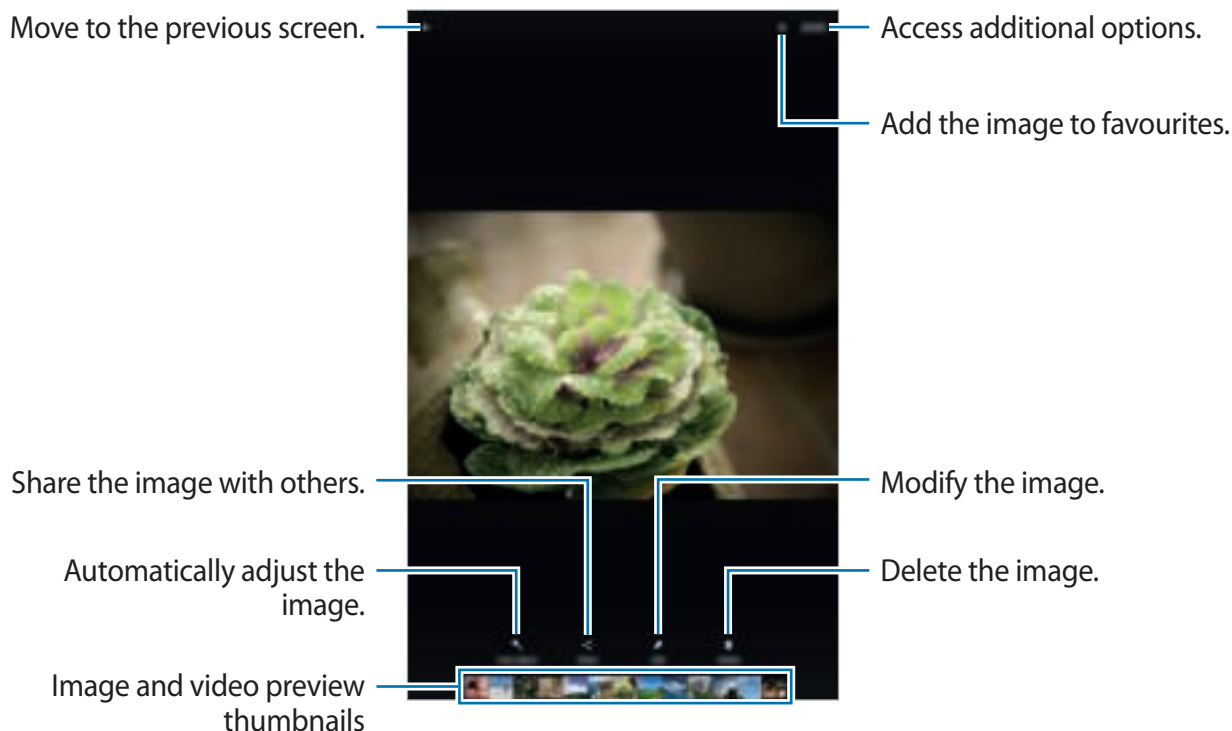 Move to the previous screen.
Access additional options.
Add the image to favourites.
Share the image with others.
Modify the image.
Automatically adjust the
image.
Delete the image.
Image and video preview
thumbnails